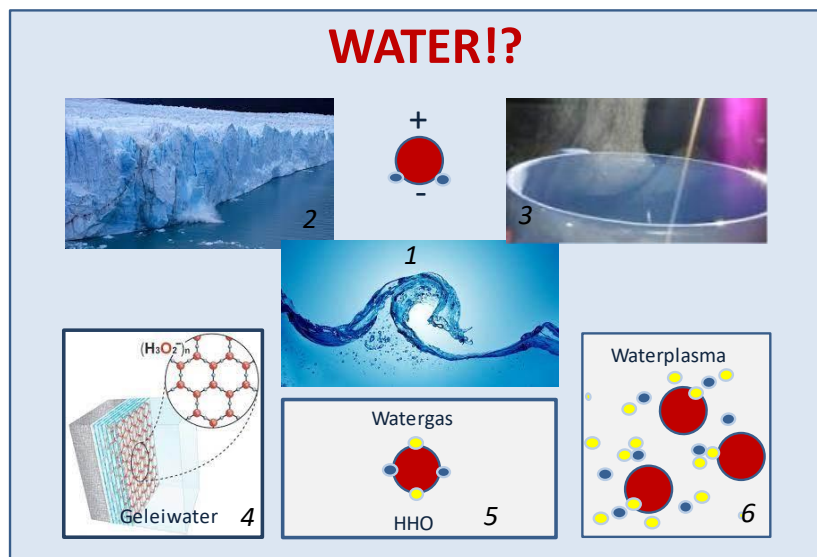 WATER!?
+
-
2
3
1
(H₃O₂⁻)n
Geleiwater
4
Watergas
HHO
5
Waterplasma
6